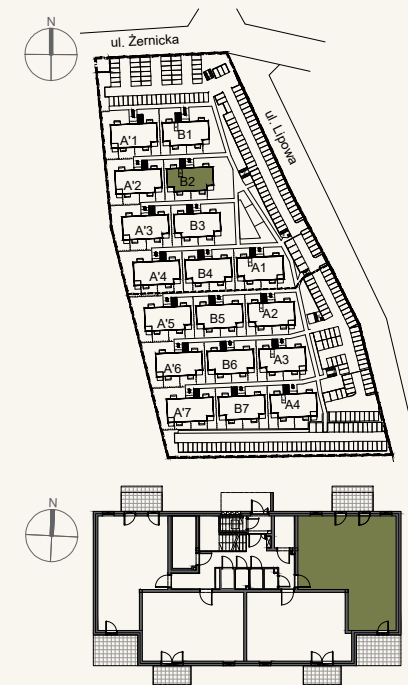 N
ul. Żernicka
ul. Lipowa
A'1 B1
A'2 B2
A'3 B3
A'4 B4 A1
A'5 B5 A2
A'6 B6 A3
A'7 B7 A4
N